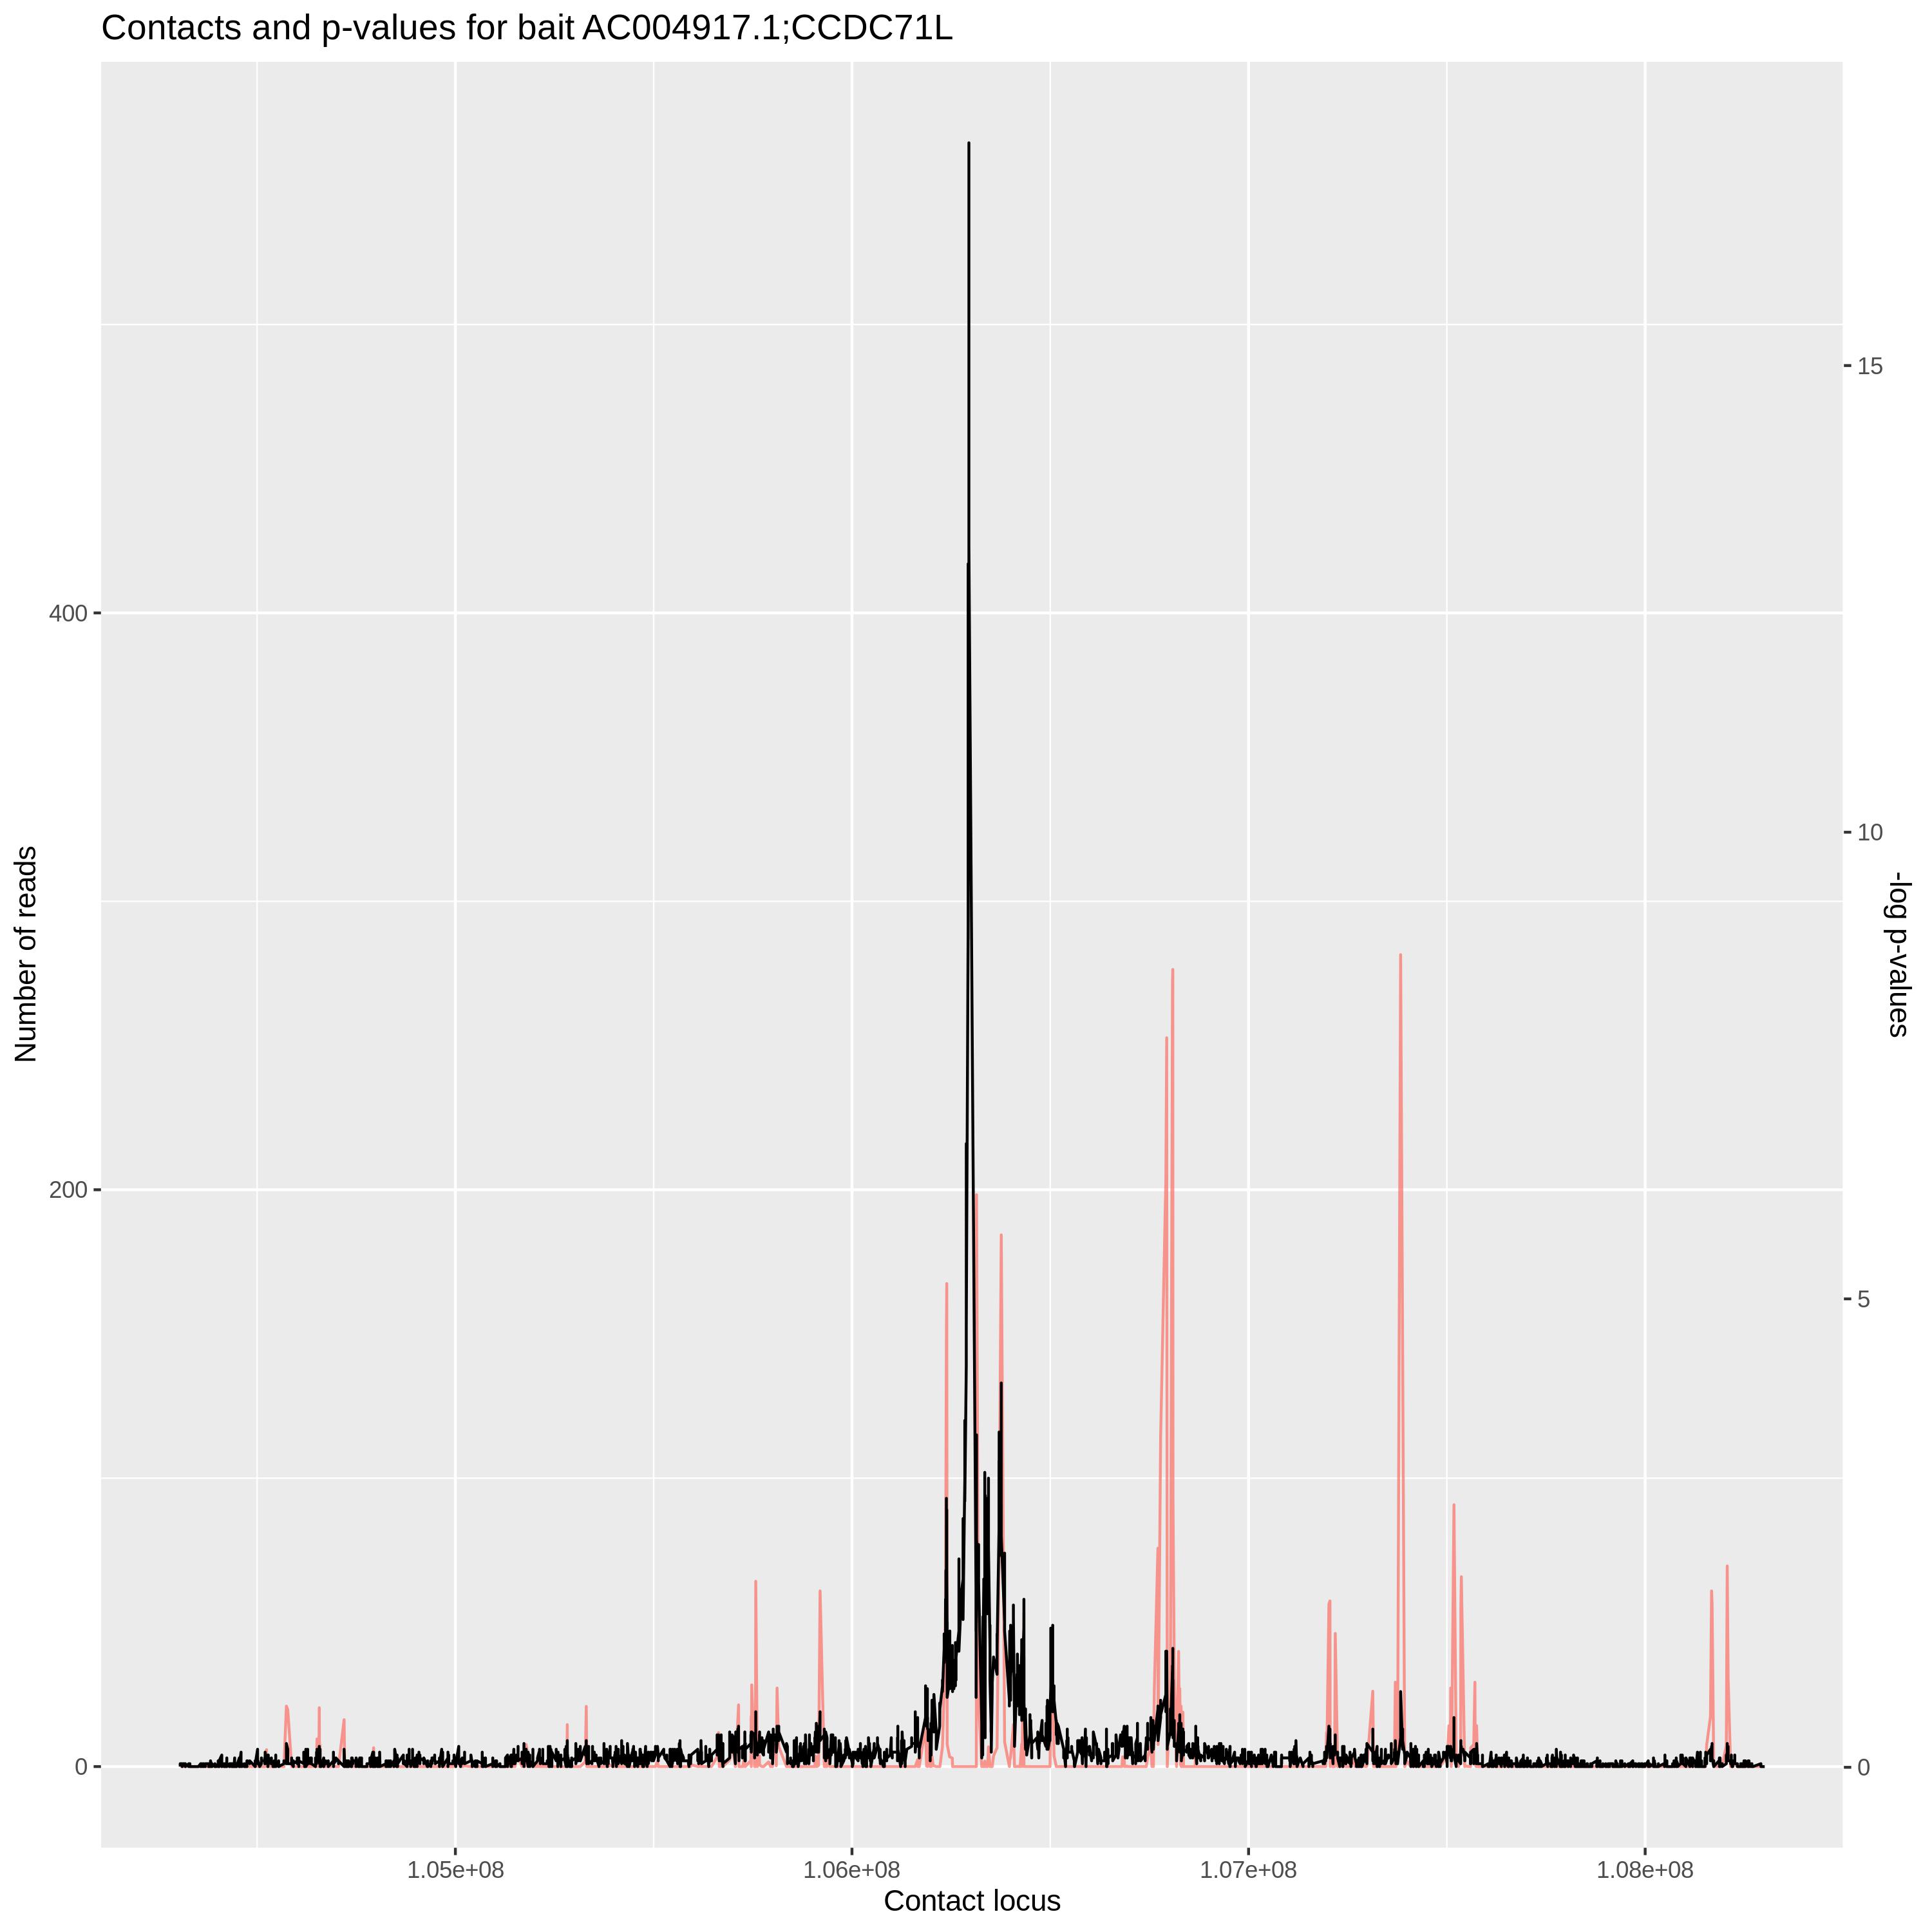 Contacts and p-values for bait AC004917.1;CCDC71L
Number of reads
400
200
0
15
10
5
0
-log p-values
1.05e+08
1.06e+08
1.07e+08
1.08e+08
Contact locus